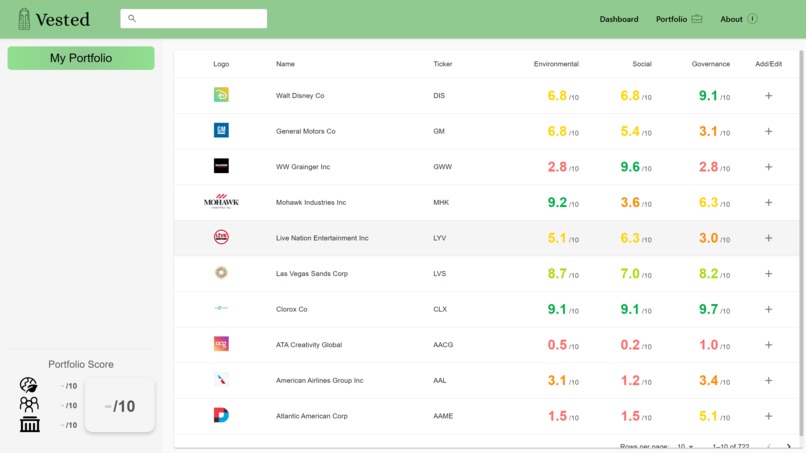 Vested
Dashboard Portfolio About
My Portfolio
Logo Name Ticker Environmental Social Governance Add/Edit
Walt Disney Co DIS 6.8 /10 6.8 /10 9.1 /10 +
GM General Motors Co GM 6.8 /10 5.4 /10 3.1 /10 +
WW Grainger Inc GWW 2.8 /10 9.6 /10 2.8 /10 +
MOHAWK Mohawk Industries Inc MHK 9.2 /10 3.6 /10 6.3 /10 +
LIVE NATION Live Nation Entertainment Inc LYV 5.1 /10 6.3 /10 3.0 /10 +
Las Vegas Sands Corp LVS 8.7 /10 7.0 /10 8.2 /10 +
Clorox Co CLX 9.1 /10 9.1 /10 9.7 /10 +
acg ATA Creativity Global AACG 0.5 /10 0.2 /10 1.0 /10 +
American Airlines Group Inc AAL 3.1 /10 1.2 /10 3.4 /10 +
Atlantic American Corp AAME 1.5 /10 1.5 /10 5.1 /10 +
Rows per page: 10 1–10 of 722
Portfolio Score
- /10
- /10
- /10
- /10